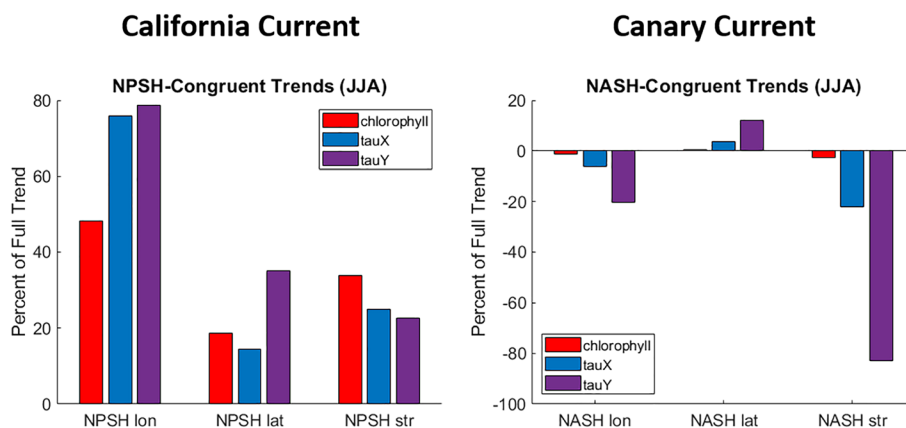 California Current
NPSH-Congruent Trends (JJA)
Percent of Full Trend
80
60
40
20
0
chlorophyll
tauX
tauY
NPSH lon
NPSH lat
NPSH str
Canary Current
NASH-Congruent Trends (JJA)
Percent of Full Trend
20
0
-20
-40
-60
-80
-100
chlorophyll
tauX
tauY
NASH lon
NASH lat
NASH str